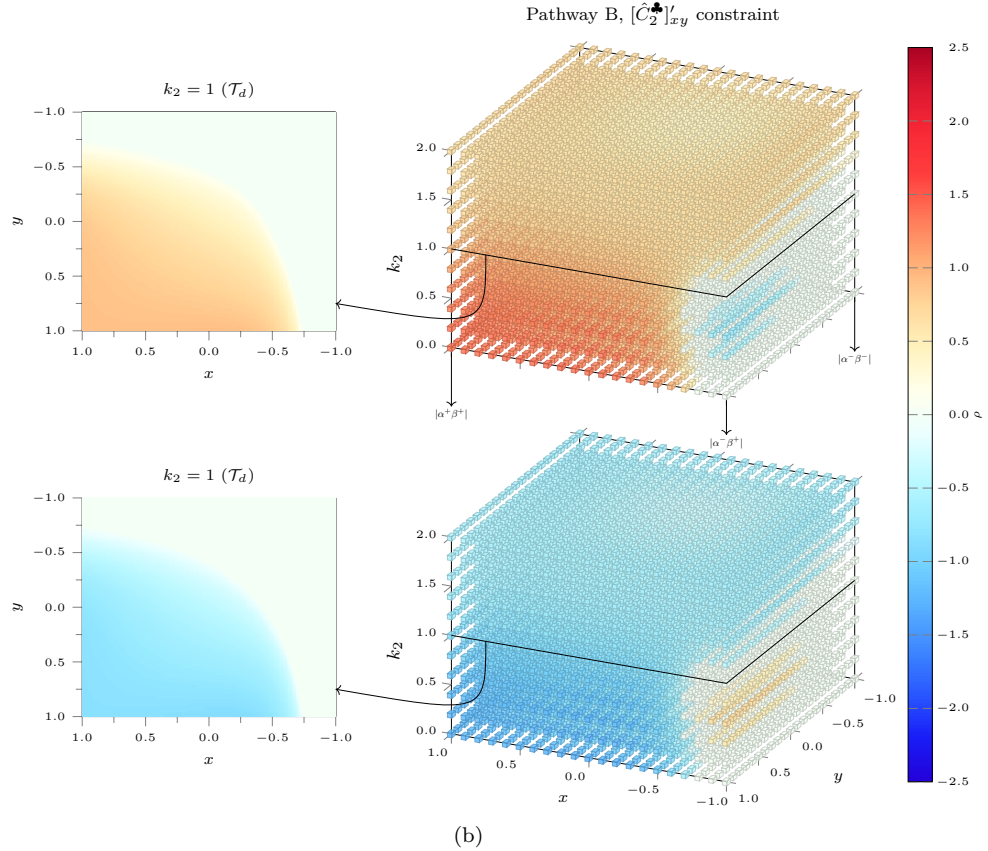 Pathway B, [Ĉ₂♣]′ₓᵧ constraint
k₂ = 1 (𝒯_d)
−1.0
−0.5
0.0
0.5
1.0
y
1.0 0.5 0.0 −0.5 −1.0
x
2.0
1.5
1.0
0.5
0.0
k₂
|α⁺β⁺|
|α⁻β⁺|
|α⁻β⁻|
k₂ = 1 (𝒯_d)
−1.0
−0.5
0.0
0.5
1.0
y
1.0 0.5 0.0 −0.5 −1.0
x
2.0
1.5
1.0
0.5
0.0
k₂
1.0 0.5 0.0 −0.5 −1.0
x
1.0 0.5 0.0 −0.5 −1.0
y
2.5
2.0
1.5
1.0
0.5
0.0
−0.5
−1.0
−1.5
−2.0
−2.5
ρ
(b)